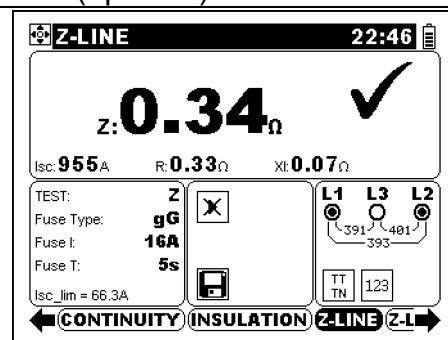 Z-LINE 22:46
Z: 0.34Ω
Isc: 955A R: 0.33Ω Xl: 0.07Ω
TEST: Z
Fuse Type: gG
Fuse I: 16A
Fuse T: 5s
Isc_lim = 66.3A
L1 L3 L2
391 401
393
TT
TN
123
CONTINUITY INSULATION Z-LINE Z-L